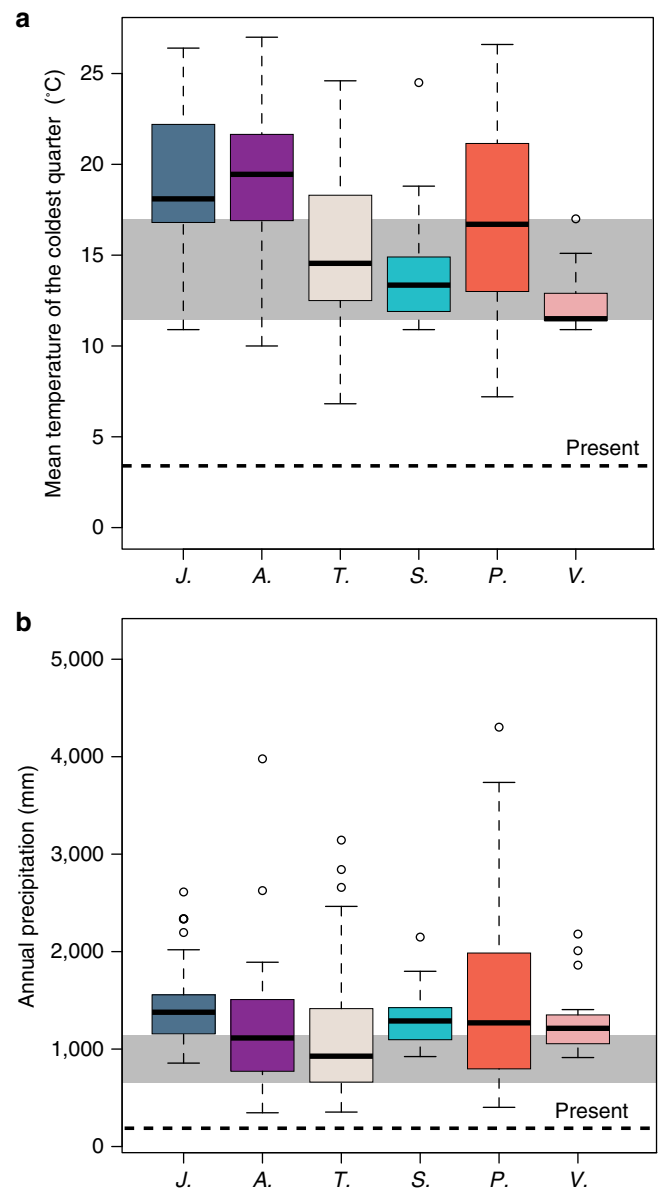 a
Mean temperature of the coldest quarter (°C)
25
20
15
10
5
0
Present
J. A. T. S. P. V.
b
Annual precipitation (mm)
5,000
4,000
3,000
2,000
1,000
0
Present
J. A. T. S. P. V.